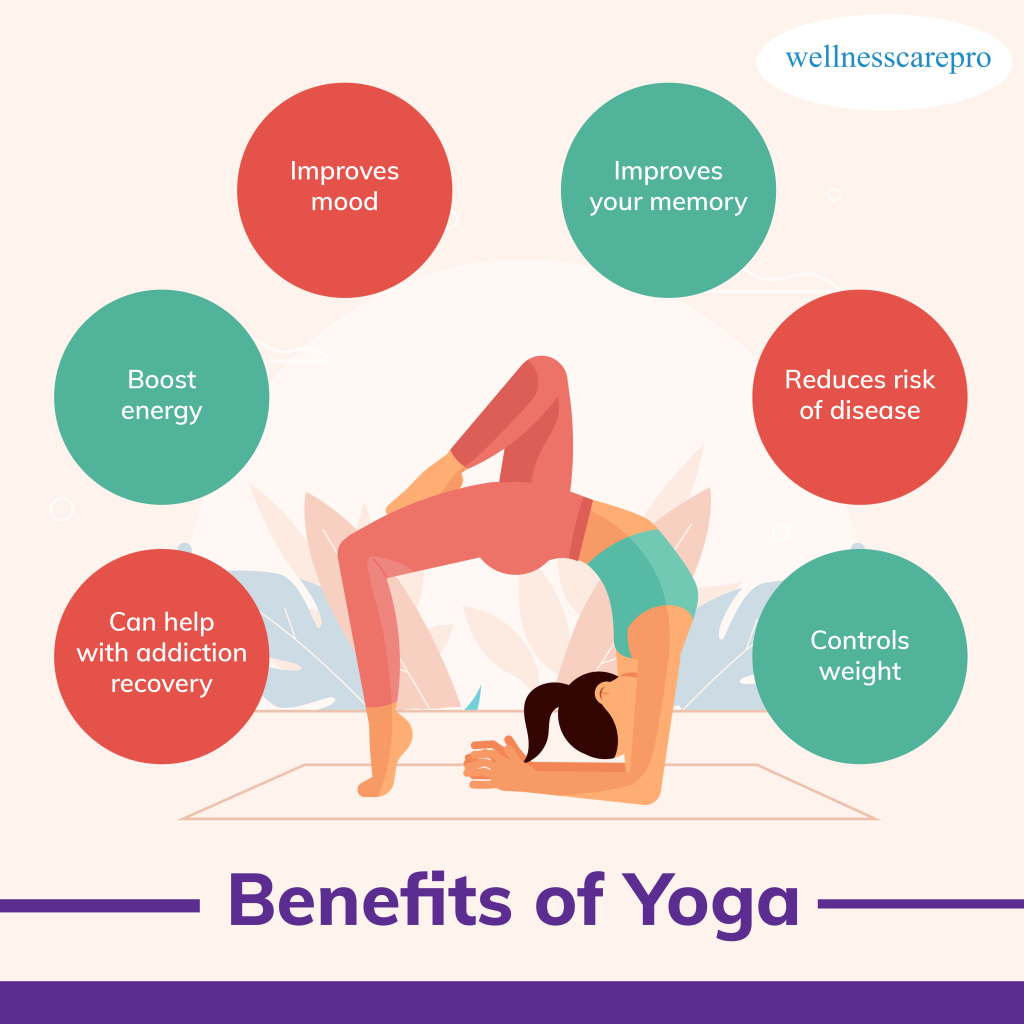 wellnesscarepro
Improves
mood
Improves
your memory
Boost
energy
Reduces risk
of disease
Can help
with addiction
recovery
Controls
weight
Benefits of Yoga